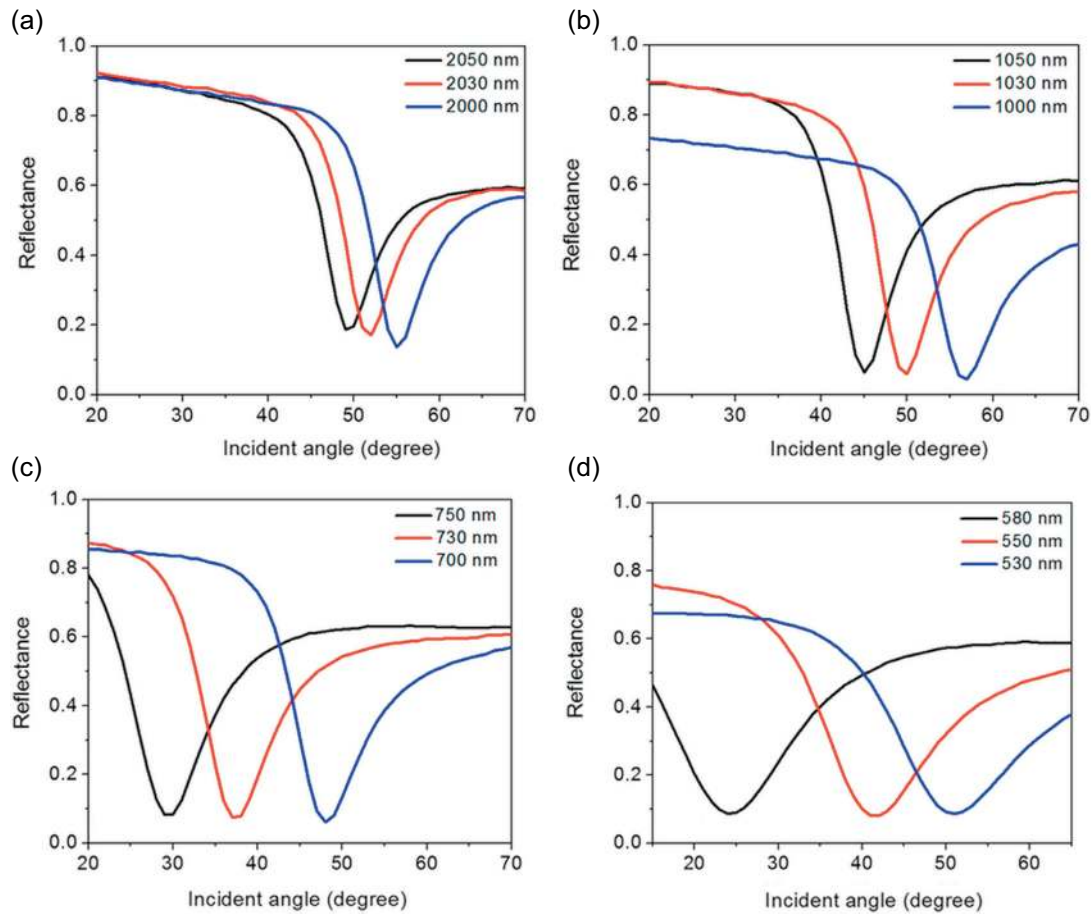 (a)
1.0
0.8
0.6
0.4
0.2
0.0
Reflectance
2050 nm
2030 nm
2000 nm
20 30 40 50 60 70
Incident angle (degree)
(b)
1.0
0.8
0.6
0.4
0.2
0.0
Reflectance
1050 nm
1030 nm
1000 nm
20 30 40 50 60 70
Incident angle (degree)
(c)
1.0
0.8
0.6
0.4
0.2
0.0
Reflectance
750 nm
730 nm
700 nm
20 30 40 50 60 70
Incident angle (degree)
(d)
1.0
0.8
0.6
0.4
0.2
0.0
Reflectance
580 nm
550 nm
530 nm
20 30 40 50 60
Incident angle (degree)